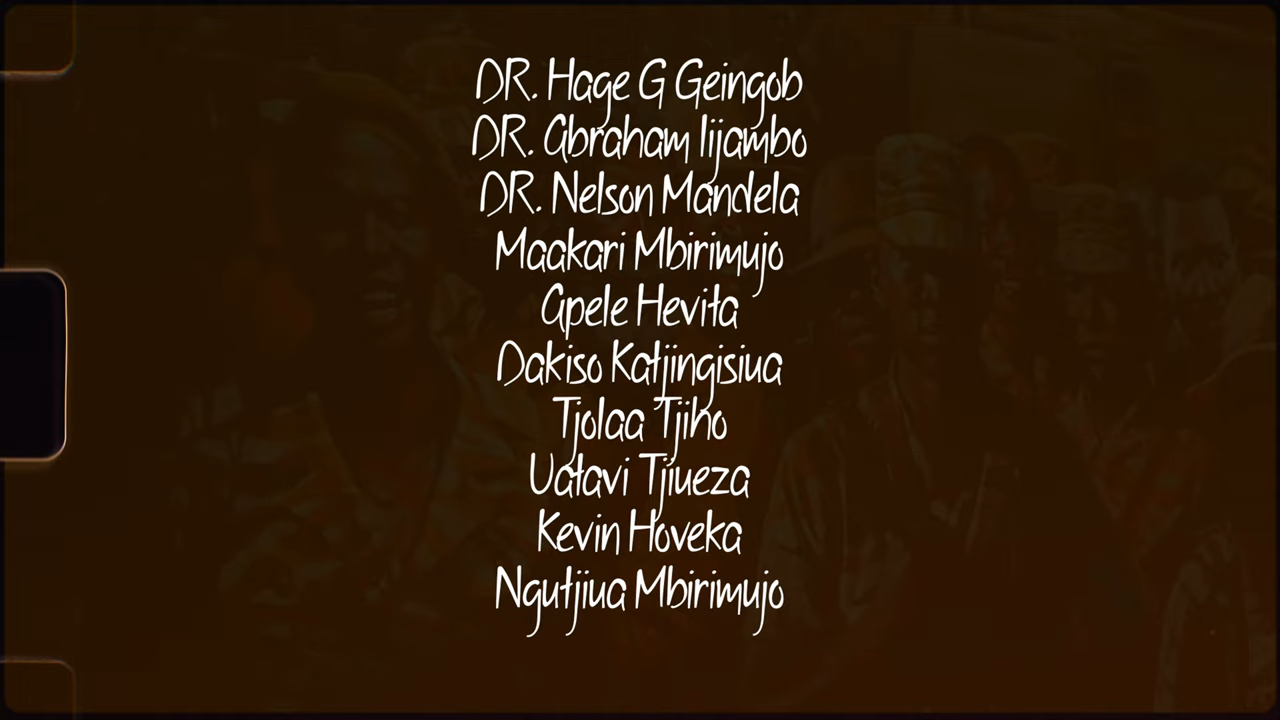 DR. Hage G Geingob
DR. Abraham Iijambo
DR. Nelson Mandela
Maakari Mbirimujo
Apele Hevita
Dakiso Katjingisiua
Tjolaa Tjiho
Uatavi Tjiueza
Kevin Hoveka
Ngutjiua Mbirimujo